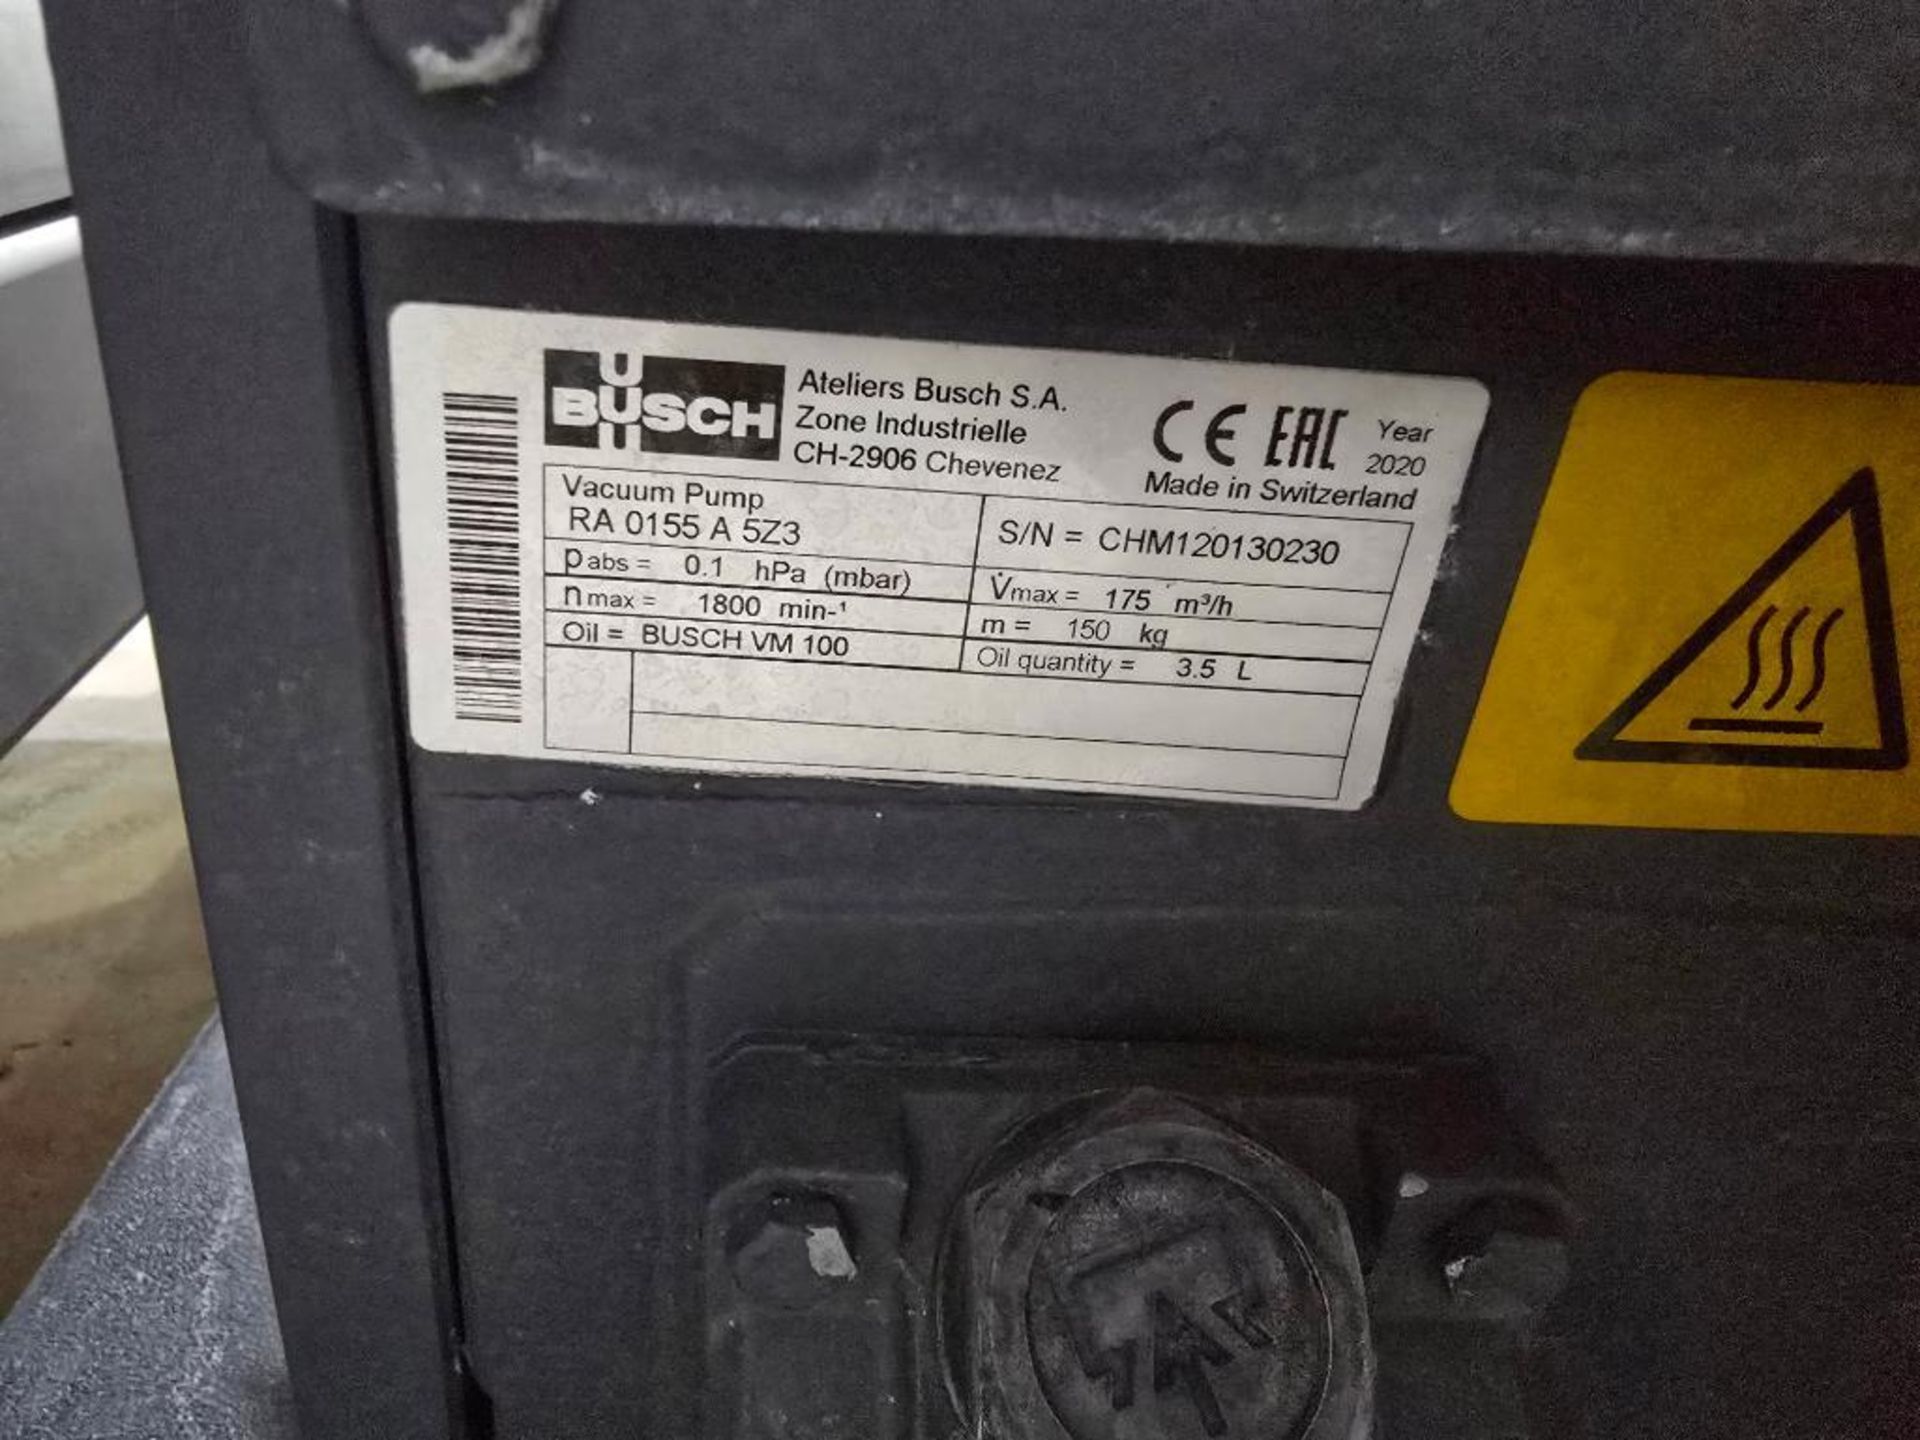 BUSCH
Ateliers Busch S.A.
Zone Industrielle
CH-2906 Chevenez
CE EAC
Year
2020
Made in Switzerland
Vacuum Pump
RA 0155 A 5Z3
S/N = CHM120130230
p abs = 0.1 hPa (mbar)
V̇max = 175 m³/h
n max = 1800 min-¹
m = 150 kg
Oil = BUSCH VM 100
Oil quantity = 3.5 L